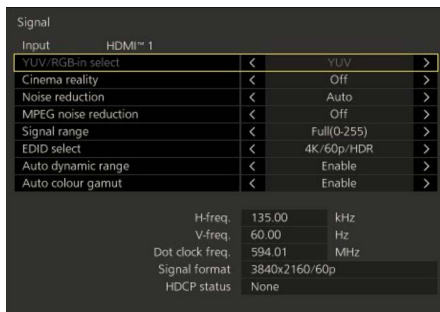 Signal
Input HDMI™ 1
YUV/RGB-in select < YUV >
Cinema reality < Off >
Noise reduction < Auto >
MPEG noise reduction < Off >
Signal range < Full(0-255) >
EDID select < 4K/60p/HDR >
Auto dynamic range < Enable >
Auto colour gamut < Enable >
H-freq. 135.00 kHz
V-freq. 60.00 Hz
Dot clock freq. 594.01 MHz
Signal format 3840x2160/60p
HDCP status None